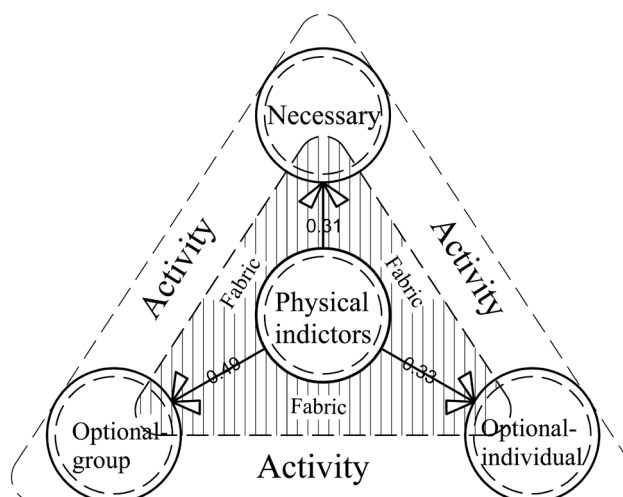 Necessary
0.31
Activity
Activity
Fabric
Fabric
Physical
indictors
0.49
0.33
Fabric
Optional-
group
Optional-
individual
Activity